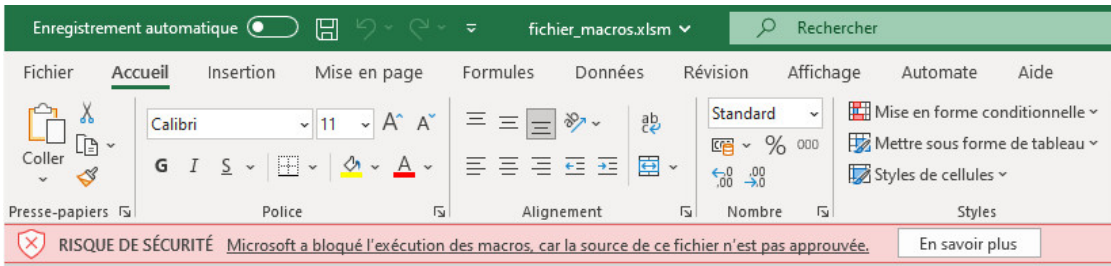 Enregistrement automatique fichier_macros.xlsm Rechercher
Fichier Accueil Insertion Mise en page Formules Données Révision Affichage Automate Aide
Coller
Calibri 11 A A
G I S A
ab
c
Standard
% 000
,00 ,00
Mise en forme conditionnelle
Mettre sous forme de tableau
Styles de cellules
Presse-papiers Police Alignement Nombre Styles
RISQUE DE SÉCURITÉ Microsoft a bloqué l'exécution des macros, car la source de ce fichier n'est pas approuvée. En savoir plus